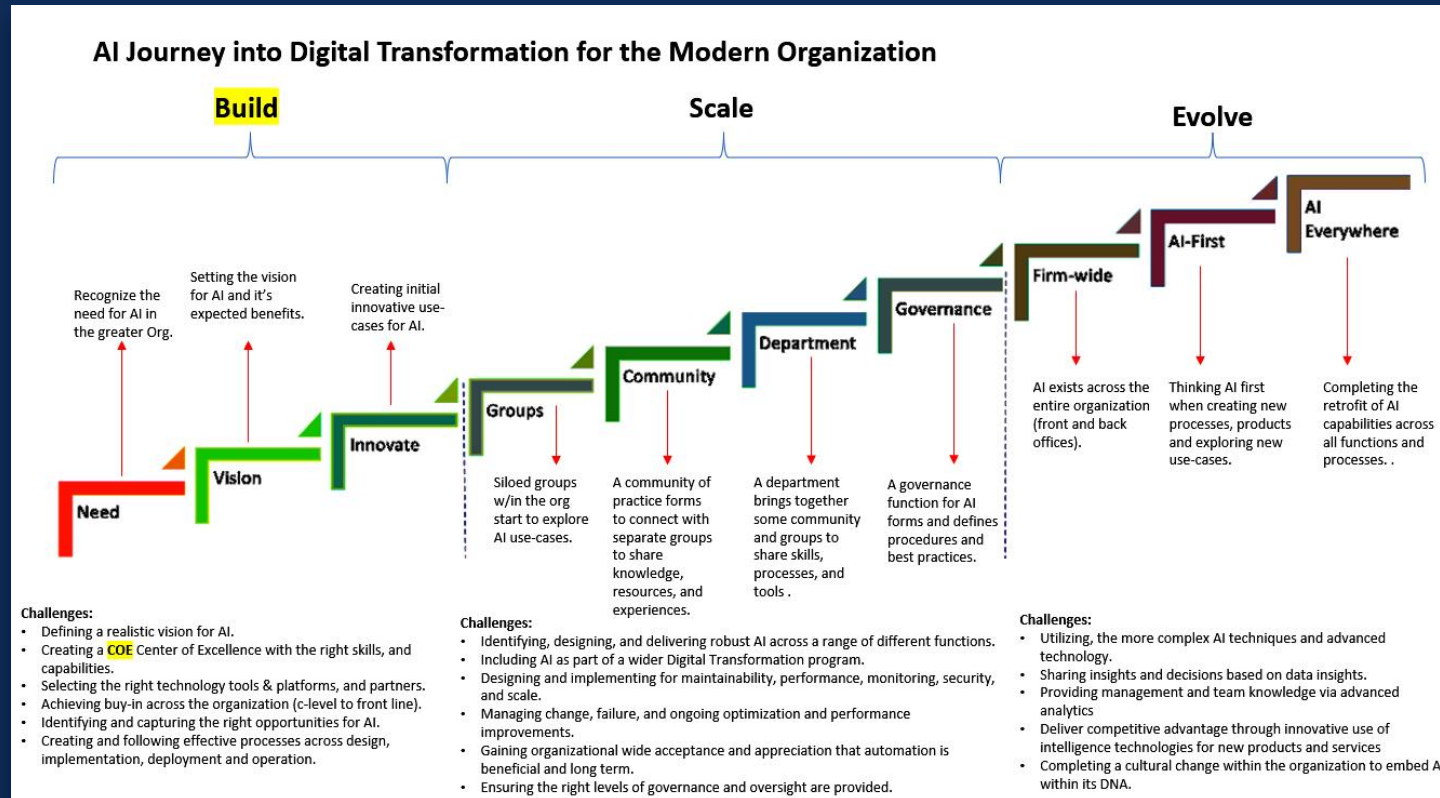 AI Journey into Digital Transformation for the Modern Organization
Build
Scale
Evolve
Recognize the
need for AI in
the greater Org.
Setting the vision
for AI and it's
expected benefits.
Creating initial
innovative use-
cases for AI.
Need
Vision
Innovate
Groups
Community
Department
Governance
Firm-wide
AI-First
AI
Everywhere
Siloed groups
w/in the org
start to explore
AI use-cases.
A community of
practice forms
to connect with
separate groups
to share
knowledge,
resources, and
experiences.
A department
brings together
some community
and groups to
share skills,
processes, and
tools .
A governance
function for AI
forms and defines
procedures and
best practices.
AI exists across the
entire organization
(front and back
offices).
Thinking AI first
when creating new
processes, products
and exploring new
use-cases.
Completing the
retrofit of AI
capabilities across
all functions and
processes. .
Challenges:
• Defining a realistic vision for AI.
• Creating a COE Center of Excellence with the right skills, and
capabilities.
• Selecting the right technology tools & platforms, and partners.
• Achieving buy-in across the organization (c-level to front line).
• Identifying and capturing the right opportunities for AI.
• Creating and following effective processes across design,
implementation, deployment and operation.
Challenges:
• Identifying, designing, and delivering robust AI across a range of different functions.
• Including AI as part of a wider Digital Transformation program.
• Designing and implementing for maintainability, performance, monitoring, security,
and scale.
• Managing change, failure, and ongoing optimization and performance
improvements.
• Gaining organizational wide acceptance and appreciation that automation is
beneficial and long term.
• Ensuring the right levels of governance and oversight are provided.
Challenges:
• Utilizing, the more complex AI techniques and advanced
technology.
• Sharing insights and decisions based on data insights.
• Providing management and team knowledge via advanced
analytics
• Deliver competitive advantage through innovative use of
intelligence technologies for new products and services
• Completing a cultural change within the organization to embed A
within its DNA.